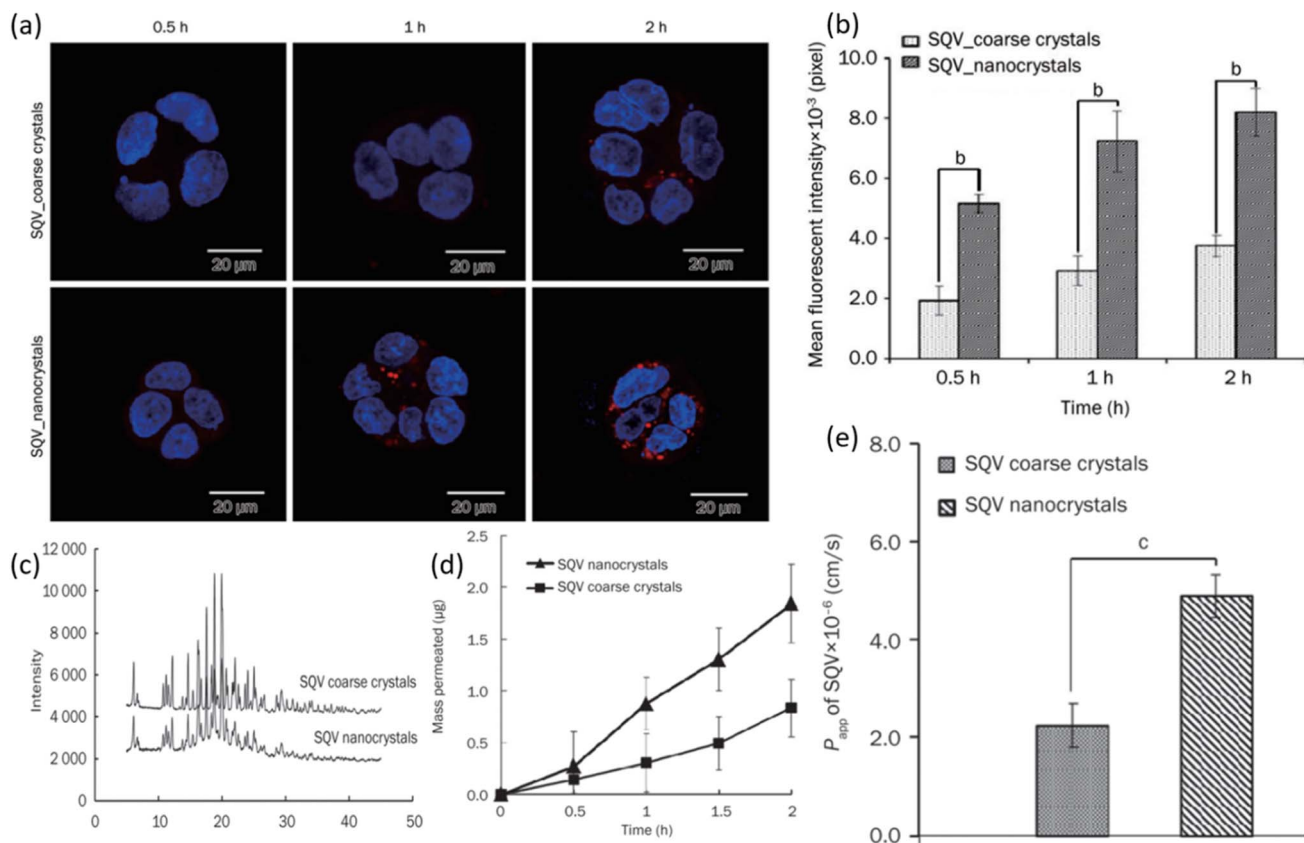 (a)
0.5 h
1 h
2 h
SQV_coarse crystals
20 μm
20 μm
20 μm
SQV_nanocrystals
20 μm
20 μm
20 μm
(b)
SQV_coarse crystals
SQV_nanocrystals
Mean fluorescent intensity×10⁻³ (pixel)
10.0
8.0
6.0
4.0
2.0
0.0
b
b
b
0.5 h
1 h
2 h
Time (h)
(c)
Intensity
12 000
10 000
8 000
6 000
4 000
2 000
0
SQV coarse crystals
SQV nanocrystals
0
10
20
30
40
50
(d)
Mass permeated (μg)
2.5
2.0
1.5
1.0
0.5
0.0
SQV nanocrystals
SQV coarse crystals
0
0.5
1
1.5
2
Time (h)
(e)
SQV coarse crystals
SQV nanocrystals
Papp of SQV×10⁻⁶ (cm/s)
8.0
6.0
4.0
2.0
0.0
c